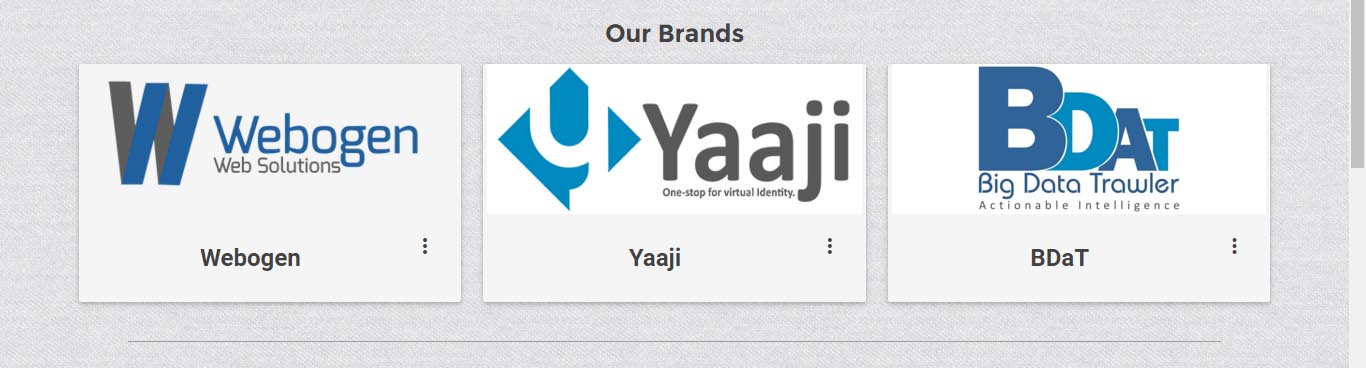 Our Brands
Webogen
Web Solutions
Yaaji
One-stop for virtual Identity.
BDAT
Big Data Trawler
Actionable Intelligence
Webogen
Yaaji
BDaT